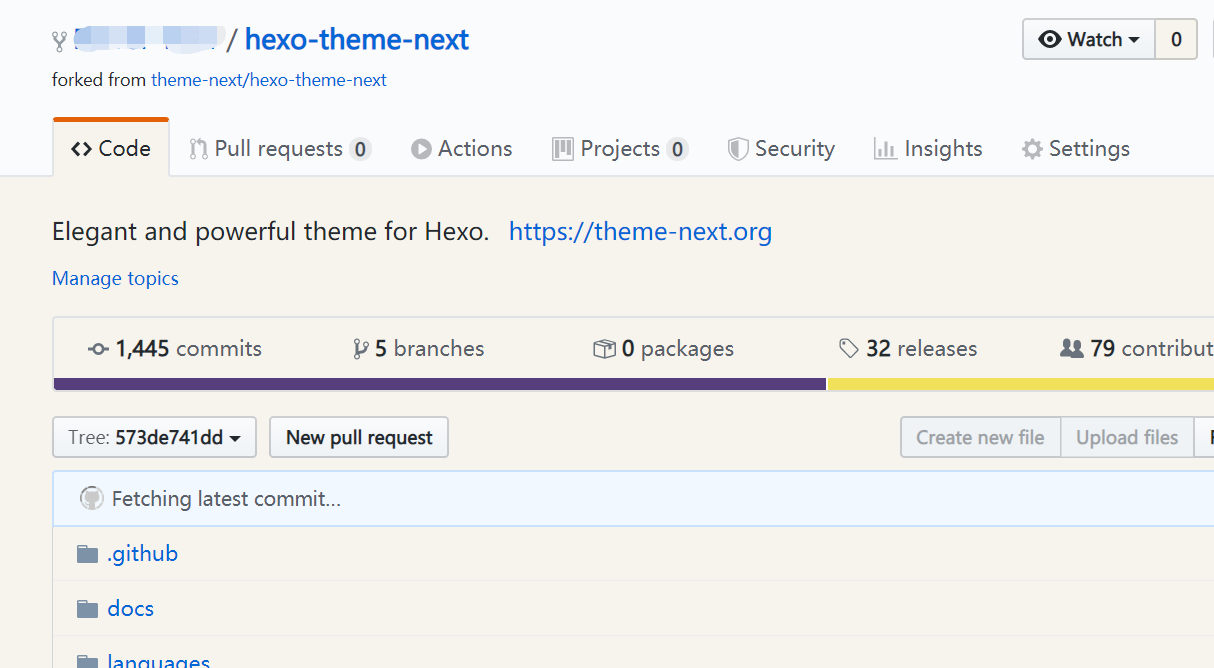 / hexo-theme-next
Watch 0
forked from theme-next/hexo-theme-next
Code Pull requests 0 Actions Projects 0 Security Insights Settings
Elegant and powerful theme for Hexo. https://theme-next.org
Manage topics
1,445 commits 5 branches 0 packages 32 releases 79 contribut
Tree: 573de741dd New pull request Create new file Upload files
Fetching latest commit...
.github
docs
languages